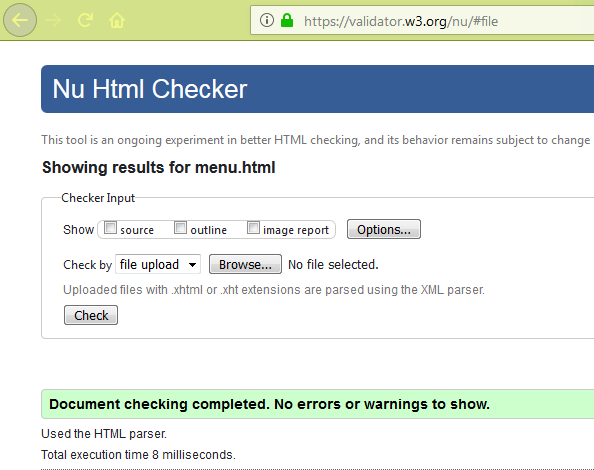 https://validator.w3.org/nu/#file
Nu Html Checker
This tool is an ongoing experiment in better HTML checking, and its behavior remains subject to change
Showing results for menu.html
Checker Input
Show source outline image report Options...
Check by file upload Browse... No file selected.
Uploaded files with .xhtml or .xht extensions are parsed using the XML parser.
Check
Document checking completed. No errors or warnings to show.
Used the HTML parser.
Total execution time 8 milliseconds.